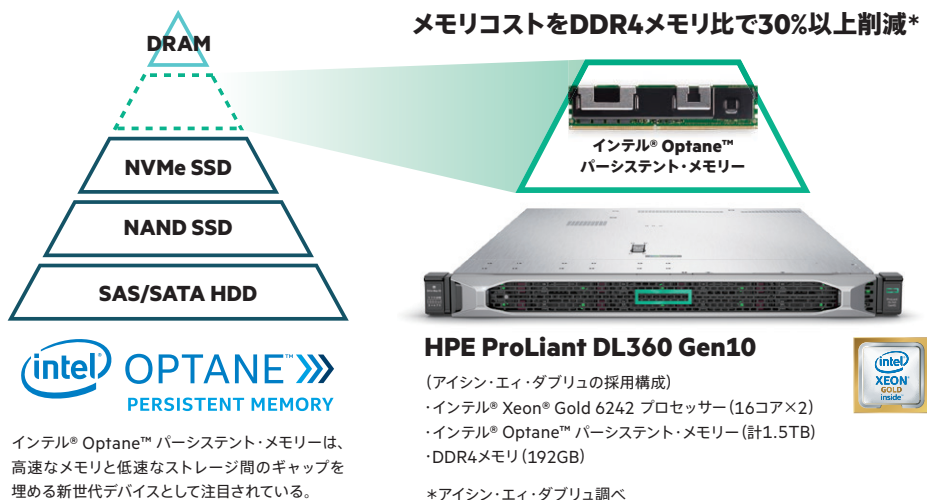 DRAM
NVMe SSD
NAND SSD
SAS/SATA HDD
intel® OPTANE™
PERSISTENT MEMORY
インテル® Optane™ パーシステント・メモリーは、
高速なメモリと低速なストレージ間のギャップを
埋める新世代デバイスとして注目されている。
メモリコストをDDR4メモリ比で30%以上削減*
インテル® Optane™
パーシステント・メモリー
HPE ProLiant DL360 Gen10
(アイシン・エィ・ダブリュの採用構成)
・インテル® Xeon® Gold 6242 プロセッサー(16コア×2)
・インテル® Optane™ パーシステント・メモリー(計1.5TB)
・DDR4メモリ(192GB)
*アイシン・エィ・ダブリュ調べ
intel®
XEON®
GOLD
inside™